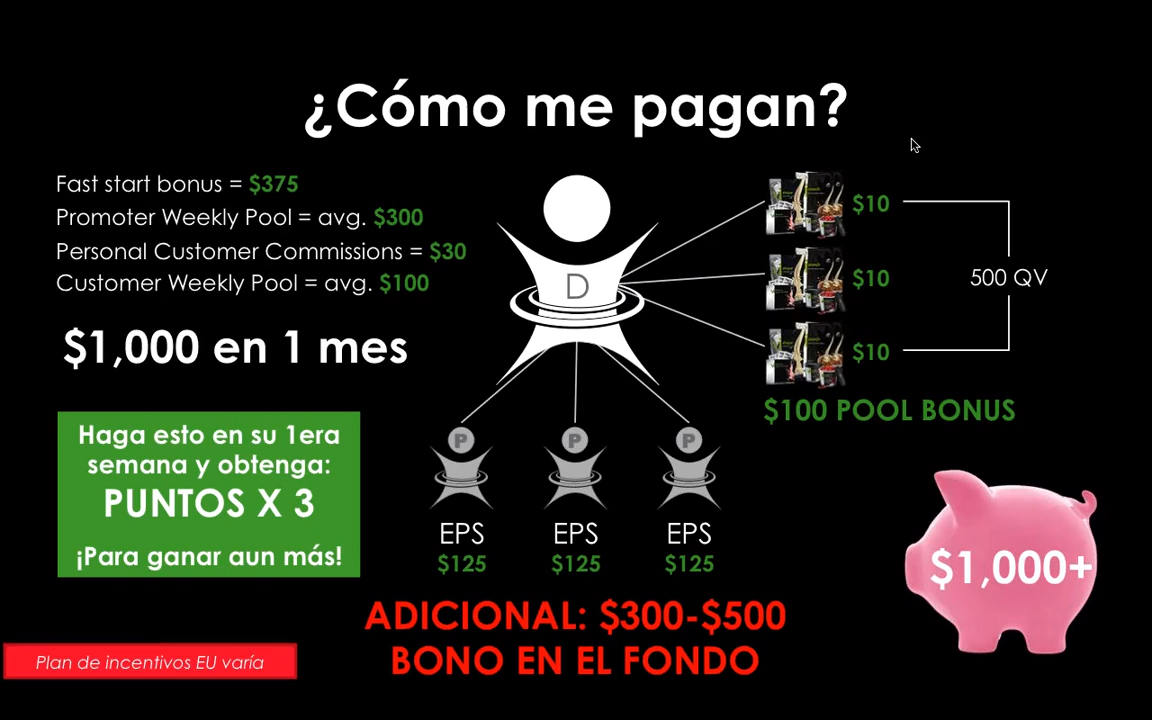 ¿Cómo me pagan?
Fast start bonus = $375
Promoter Weekly Pool = avg. $300
Personal Customer Commissions = $30
Customer Weekly Pool = avg. $100
$1,000 en 1 mes
Haga esto en su 1era
semana y obtenga:
PUNTOS X 3
¡Para ganar aun más!
D
$10
$10
500 QV
$10
$100 POOL BONUS
P P P
EPS EPS EPS
$125 $125 $125
$1,000+
ADICIONAL: $300-$500
BONO EN EL FONDO
Plan de incentivos EU varía